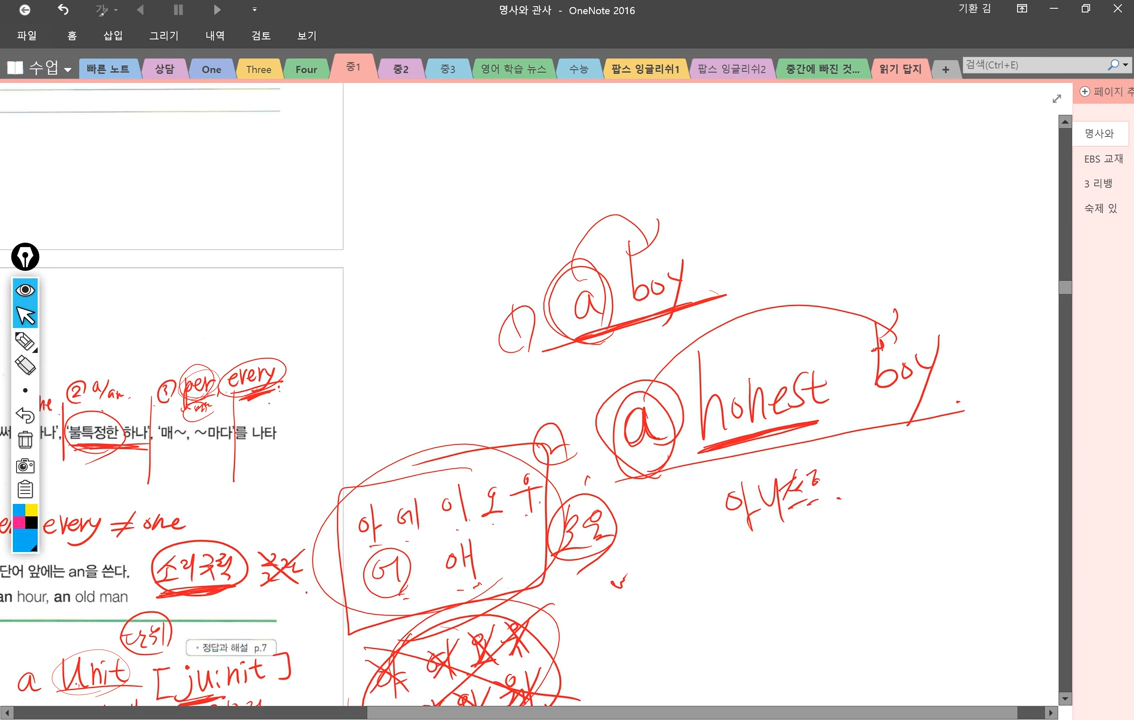 명사와 관사 - OneNote 2016
기환 김
파일 홈 삽입 그리기 내역 검토 보기
수업 빠른 노트 상담 One Three Four 중1 중2 중3 영어 학습 뉴스 수능 팝스 잉글리쉬1 팝스 잉글리쉬2 중간에 빠진 것... 읽기 답지 +
검색(Ctrl+E)
페이지 추
명사와
EBS 교재
3 리뱅
숙제 있
① a boy
a honest boy
② a/an. ③ per every
'불특정한 하나', '매~, ~마다'를 나타
아 에 이 오 우
어 애
모음
every ≠ one
단어 앞에는 an을 쓴다.
소리규칙
an hour, an old man
단위
• 정답과 해설 p.7
a Unit [ju:nit]